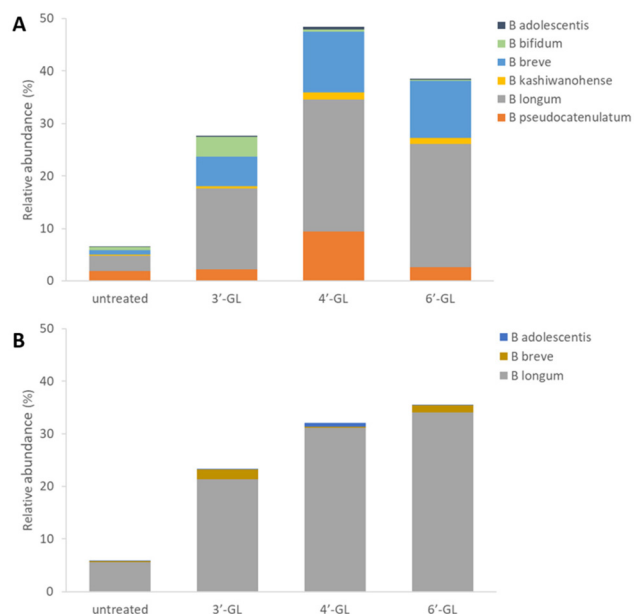 A
B adolescentis
B bifidum
B breve
B kashiwanohense
B longum
B pseudocatenulatum
Relative abundance (%)
50
40
30
20
10
0
untreated 3'-GL 4'-GL 6'-GL
B
B adolescentis
B breve
B longum
Relative abundance (%)
50
40
30
20
10
0
untreated 3'-GL 4'-GL 6'-GL